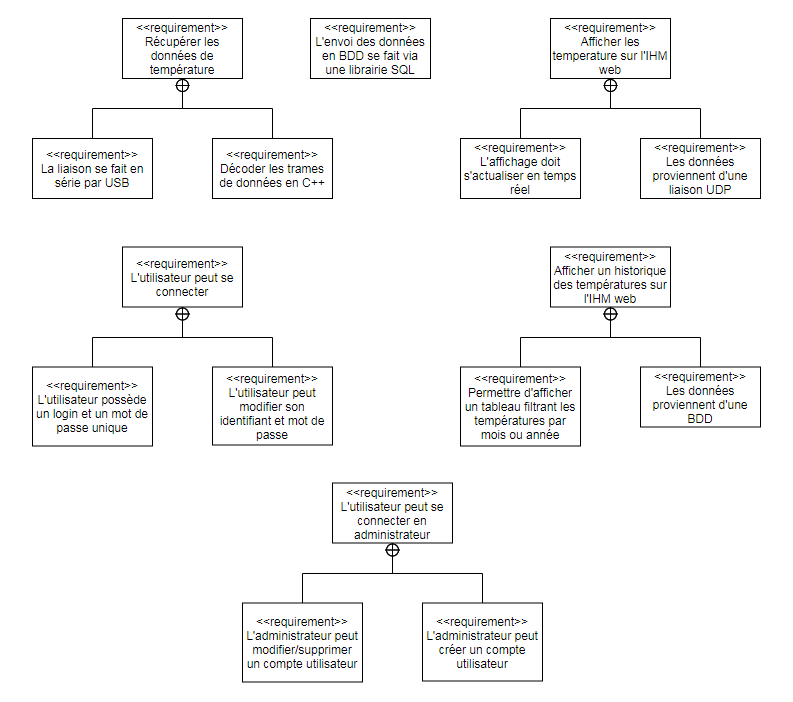 <<requirement>>
Récupérer les
données de
température
<<requirement>>
L'envoi des données
en BDD se fait via
une librairie SQL
<<requirement>>
Afficher les
temperature sur l'IHM
web
<<requirement>>
La liaison se fait en
série par USB
<<requirement>>
Décoder les trames
de données en C++
<<requirement>>
L'affichage doit
s'actualiser en temps
réel
<<requirement>>
Les données
proviennent d'une
liaison UDP
<<requirement>>
L'utilisateur peut se
connecter
<<requirement>>
Afficher un historique
des températures sur
l'IHM web
<<requirement>>
L'utilisateur possède
un login et un mot de
passe unique
<<requirement>>
L'utilisateur peut
modifier son
identifiant et mot de
passe
<<requirement>>
Permettre d'afficher
un tableau filtrant les
températures par
mois ou année
<<requirement>>
Les données
proviennent d'une
BDD
<<requirement>>
L'utilisateur peut se
connecter en
administrateur
<<requirement>>
L'administrateur peut
modifier/supprimer
un compte utilisateur
<<requirement>>
L'administrateur peut
créer un compte
utilisateur